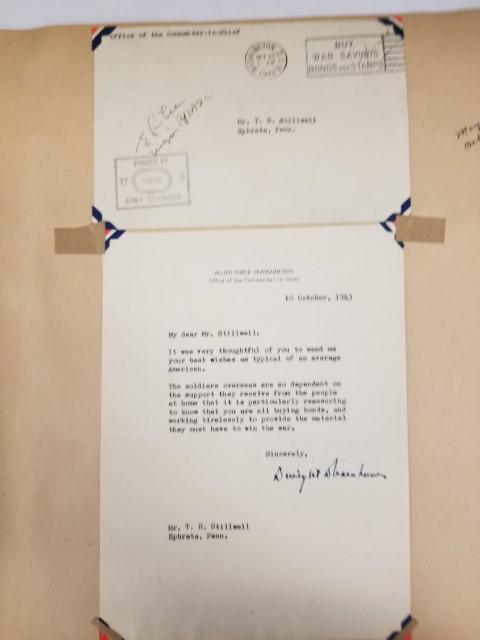 Office of the Commander-in-Chief
WASHINGTON, D.C.
1943
BUY
WAR SAVINGS
BONDS AND STAMPS
Mr. T. R. Stillwell
Ephrata, Penn.
PASSED BY
U S
ARMY EXAMINER
ALLIED FORCE HEADQUARTERS
Office of the Commander-in-Chief
10 October, 1943
My dear Mr. Stillwell:
It was very thoughtful of you to send me
your best wishes as typical of an average
American.
The soldiers overseas are so dependent on
the support they receive from the people
at home that it is particularly reassuring
to know that you are all buying bonds, and
working tirelessly to provide the material
they must have to win the war.
Sincerely,
Dwight D Eisenhower
Mr. T. R. Stillwell
Ephrata, Penn.